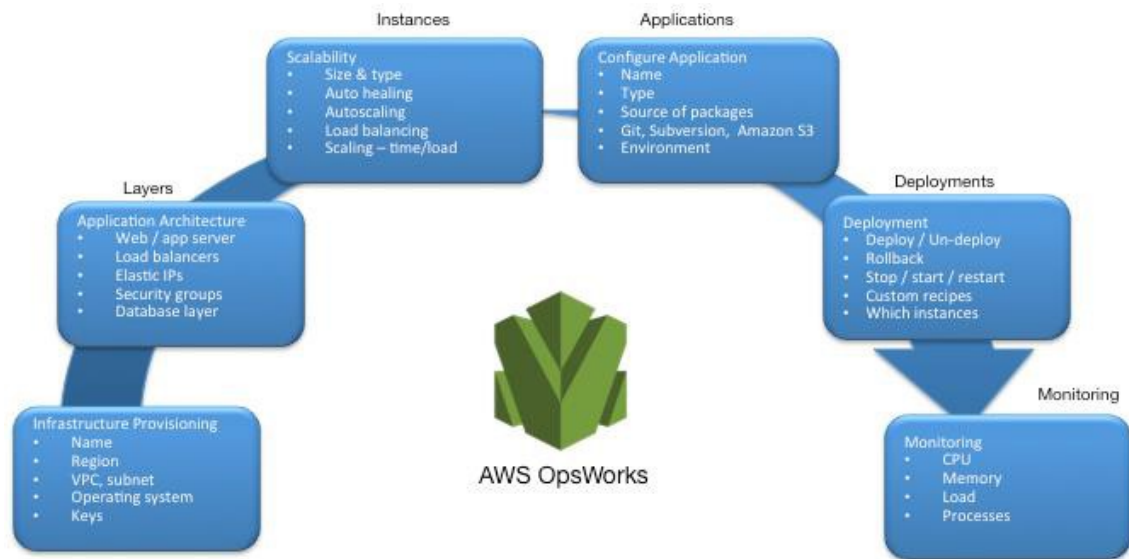 Instances
Scalability
• Size & type
• Auto healing
• Autoscaling
• Load balancing
• Scaling – time/load
Applications
Configure Application
• Name
• Type
• Source of packages
• Git, Subversion, Amazon S3
• Environment
Layers
Application Architecture
• Web / app server
• Load balancers
• Elastic IPs
• Security groups
• Database layer
Deployments
Deployment
• Deploy / Un-deploy
• Rollback
• Stop / start / restart
• Custom recipes
• Which instances
Infrastructure Provisioning
• Name
• Region
• VPC, subnet
• Operating system
• Keys
AWS OpsWorks
Monitoring
Monitoring
• CPU
• Memory
• Load
• Processes